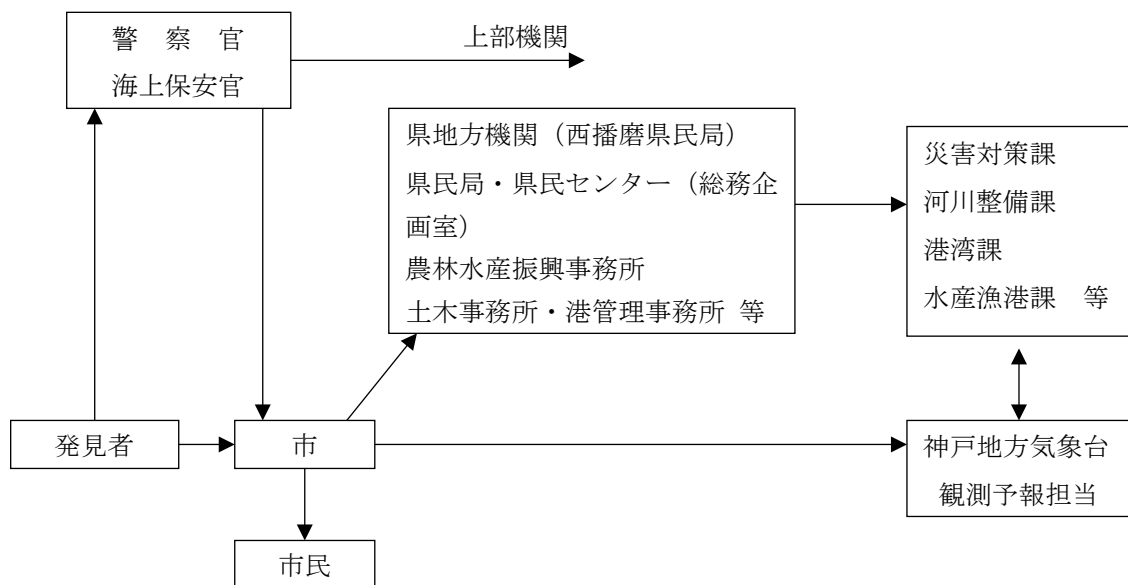 警 察 官
海上保安官
上部機関
県地方機関（西播磨県民局）
県民局・県民センター（総務企
画室）
農林水産振興事務所
土木事務所・港管理事務所 等
災害対策課
河川整備課
港湾課
水産漁港課 等
発見者
市
神戸地方気象台
観測予報担当
市民